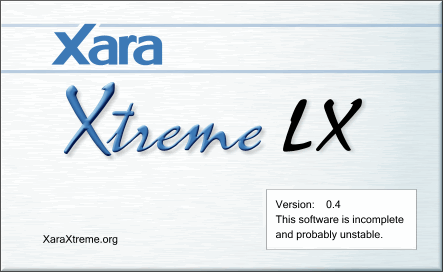 Xara
Xtreme LX
Version: 0.4
This software is incomplete
and probably unstable.
XaraXtreme.org